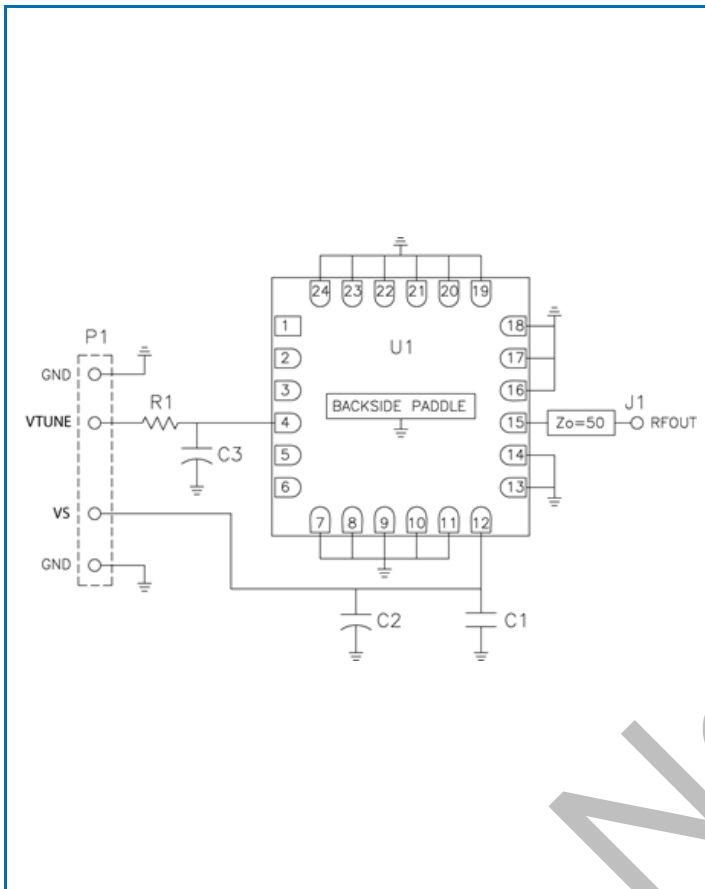 24 23 22 21 20 19
1
2
3
4
5
6
U1
BACKSIDE PADDLE
18
17
16
15
14
13
7 8 9 10 11 12
P1
GND
VTUNE
VS
GND
R1
C3
C2
C1
Zo=50
J1
RFOUT
N